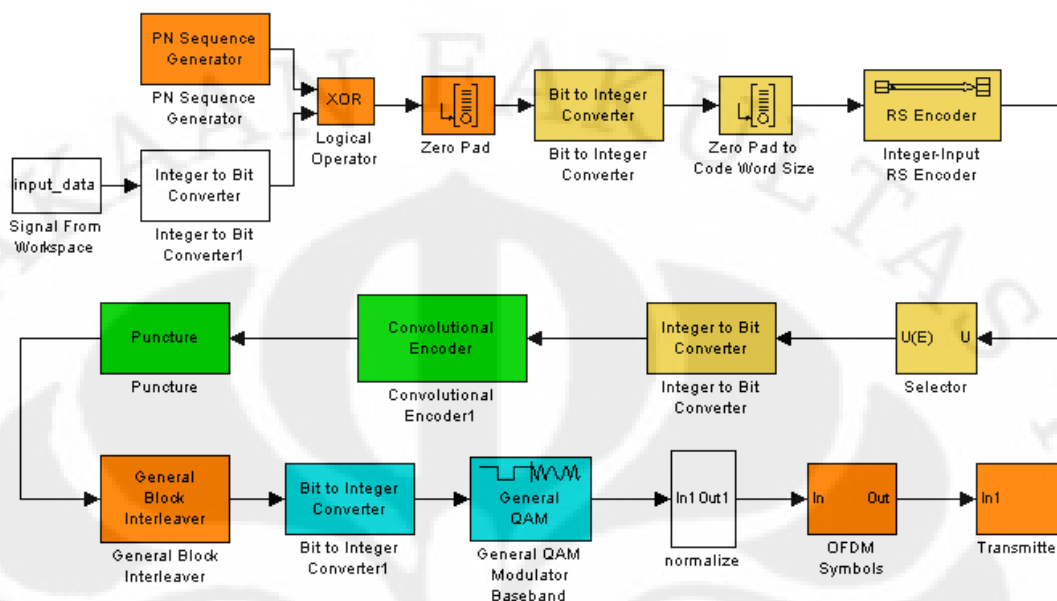 PN Sequence
Generator
PN Sequence
Generator
XOR
Logical
Operator
Zero Pad
Bit to Integer
Converter
Bit to Integer
Converter
Zero Pad to
Code Word Size
RS Encoder
Integer-Input
RS Encoder
input_data
Signal From
Workspace
Integer to Bit
Converter
Integer to Bit
Converter1
Puncture
Puncture
Convolutional
Encoder
Convolutional
Encoder1
Integer to Bit
Converter
Integer to Bit
Converter
U(E) U
Selector
General
Block
Interleaver
General Block
Interleaver
Bit to Integer
Converter
Bit to Integer
Converter1
General
QAM
General QAM
Modulator
Baseband
In1 Out1
normalize
In Out
OFDM
Symbols
In1
Transmitte
KAAN FAKULTAS